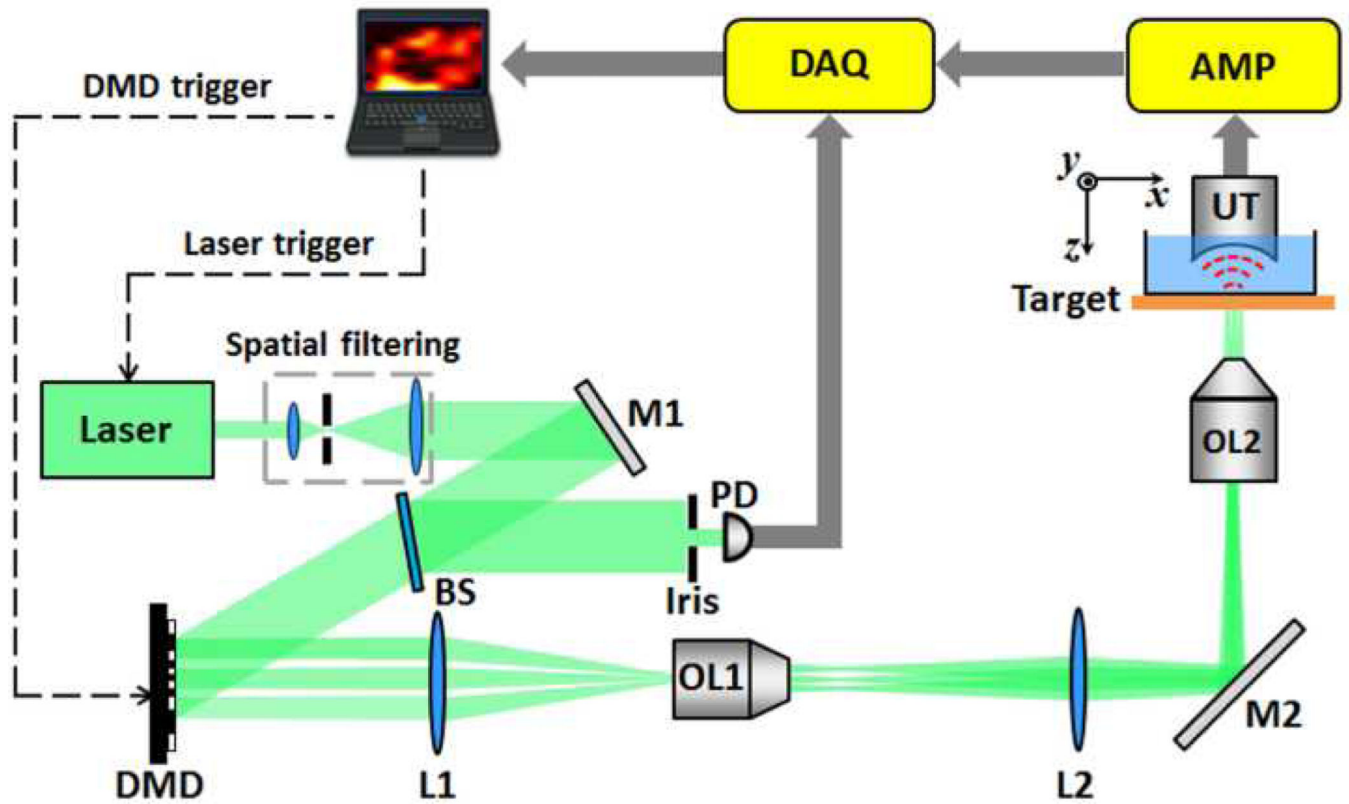 DMD trigger
DAQ
AMP
y
x
z
UT
Laser trigger
Target
Spatial filtering
Laser
M1
OL2
PD
BS
Iris
OL1
M2
DMD
L1
L2